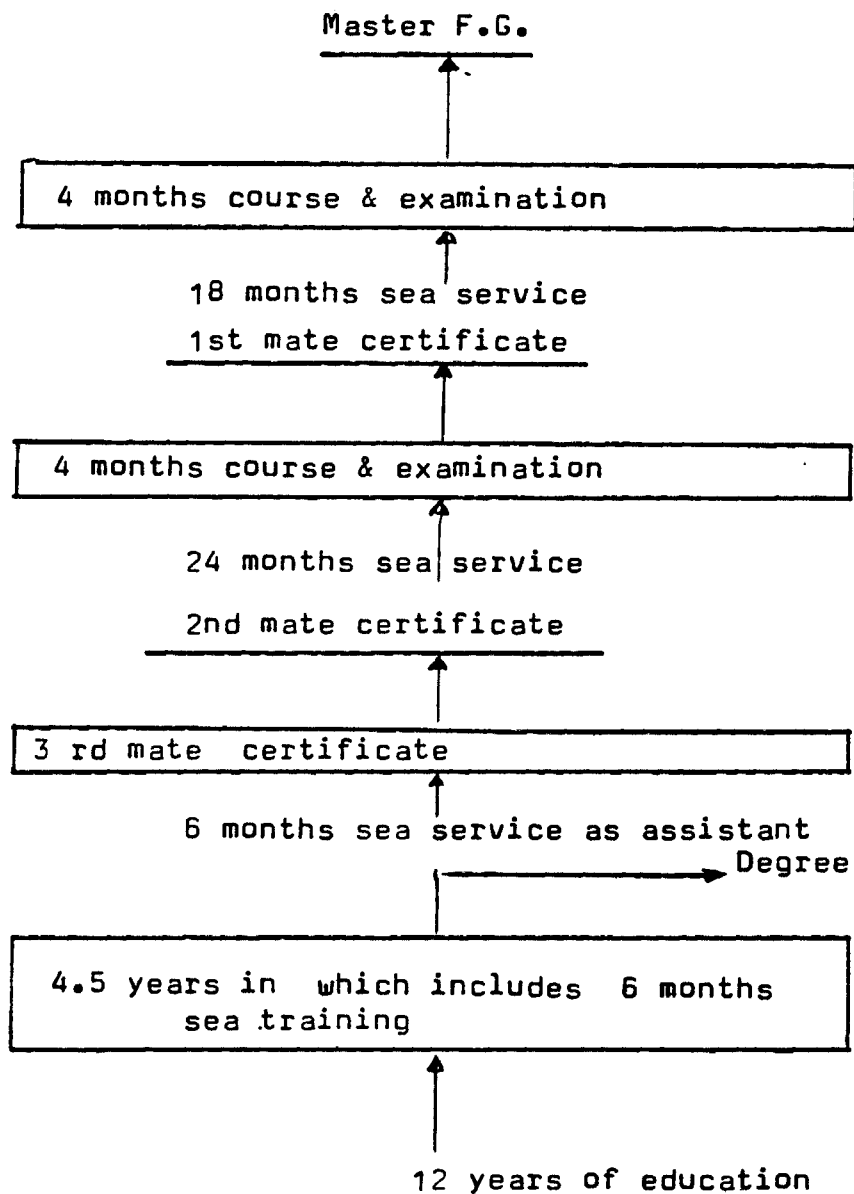 Master F.G.
4 months course & examination
18 months sea service
1st mate certificate
4 months course & examination
24 months sea service
2nd mate certificate
3 rd mate certificate
6 months sea service as assistant
Degree
4.5 years in which includes 6 months
sea training
12 years of education